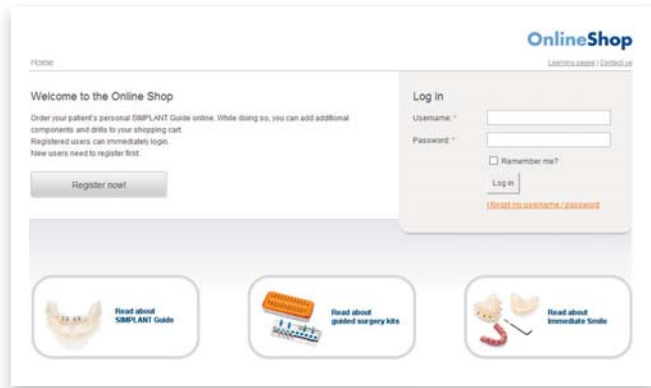 OnlineShop
Home
Learning pages | Contact us
Welcome to the Online Shop
Order your patient's personal SIMPLANT Guide online. While doing so, you can add additional
components and drills to your shopping cart.
Registered users can immediately login.
New users need to register first:
Register now!
Log in
Username: *
Password: *
Remember me?
Log in
I forgot my username / password
Read about
SIMPLANT Guide
Read about
guided surgery kits
Read about
Immediate Smile